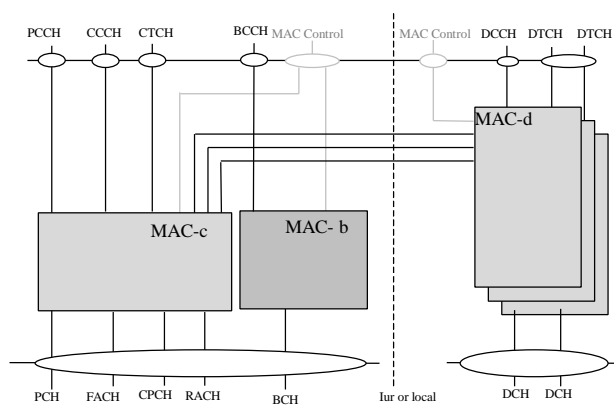 PCCH CCCH CTCH BCCH MAC Control MAC Control DCCH DTCH DTCH
MAC-d
MAC-c MAC- b
PCH FACH CPCH RACH BCH Iur or local DCH DCH